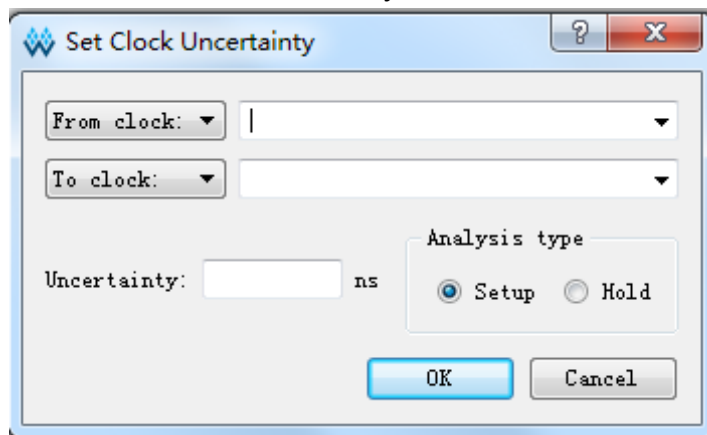 Set Clock Uncertainty
From clock:
To clock:
Analysis type
Uncertainty: ns
Setup Hold
OK Cancel